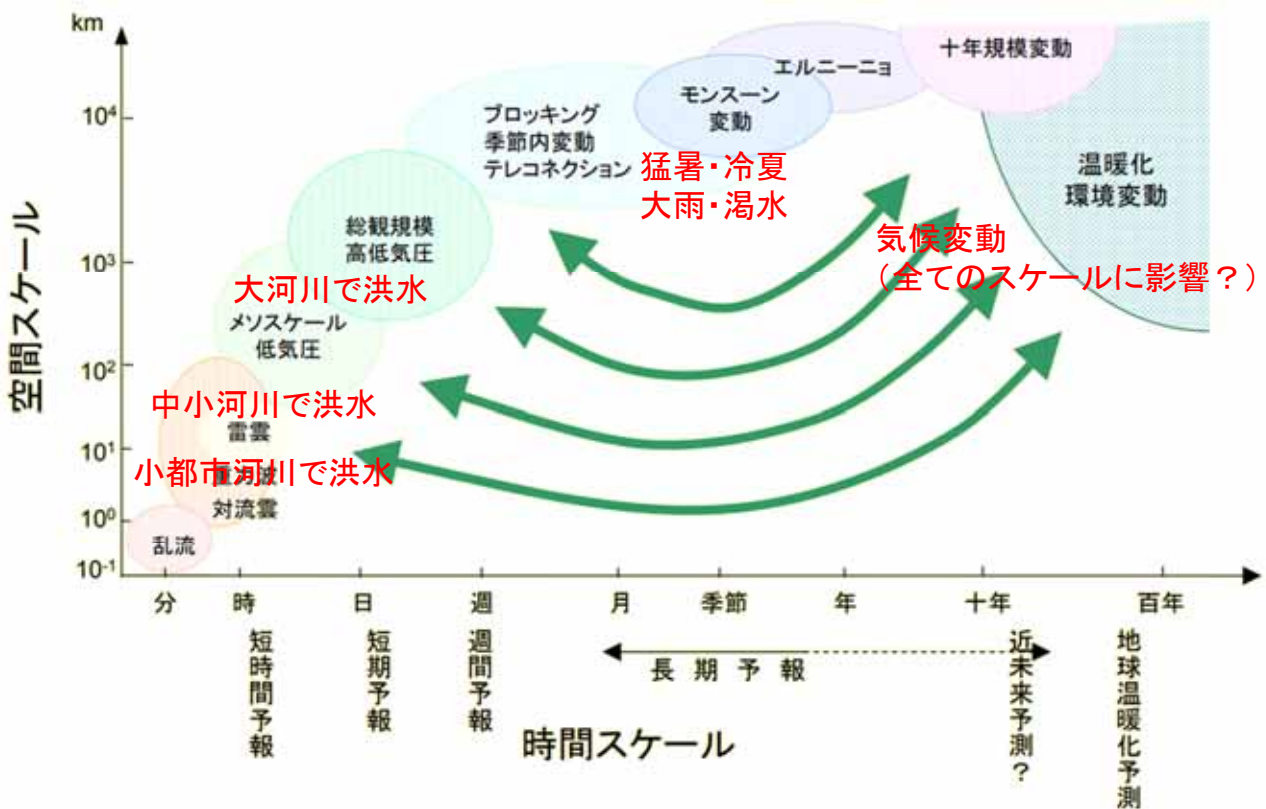 km
10⁴
10³
10²
10¹
10⁰
10⁻¹
空間スケール
十年規模変動
エルニーニョ
モンスーン
変動
ブロッキング
季節内変動
テレコネクション
猛暑・冷夏
大雨・渇水
温暖化
環境変動
総観規模
高低気圧
気候変動
(全てのスケールに影響?)
大河川で洪水
メソスケール
低気圧
中小河川で洪水
雷雲
小都市河川で洪水
重力波
対流雲
乱流
分 時 日 週 月 季節 年 十年 百年
短時間予報
短期予報
週間予報
長期予報
近未来予測?
地球温暖化予測
時間スケール